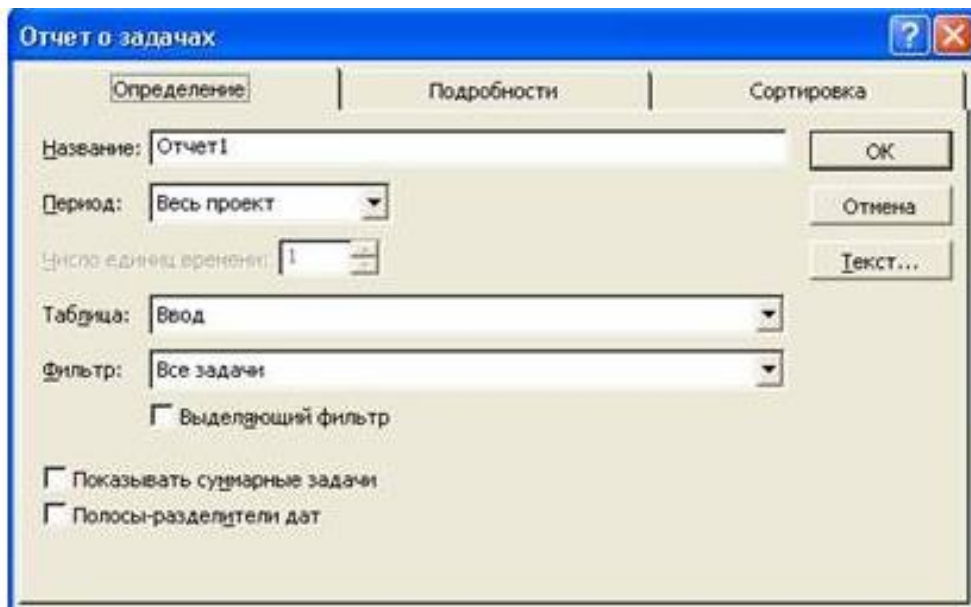 Отчет о задачах
Определение Подробности Сортировка
Название: Отчет1 ОК
Период: Весь проект Отмена
Число единиц времени: 1 Текст...
Таблица: Ввод
Фильтр: Все задачи
Выделяющий фильтр
Показывать суммарные задачи
Полосы-разделители дат